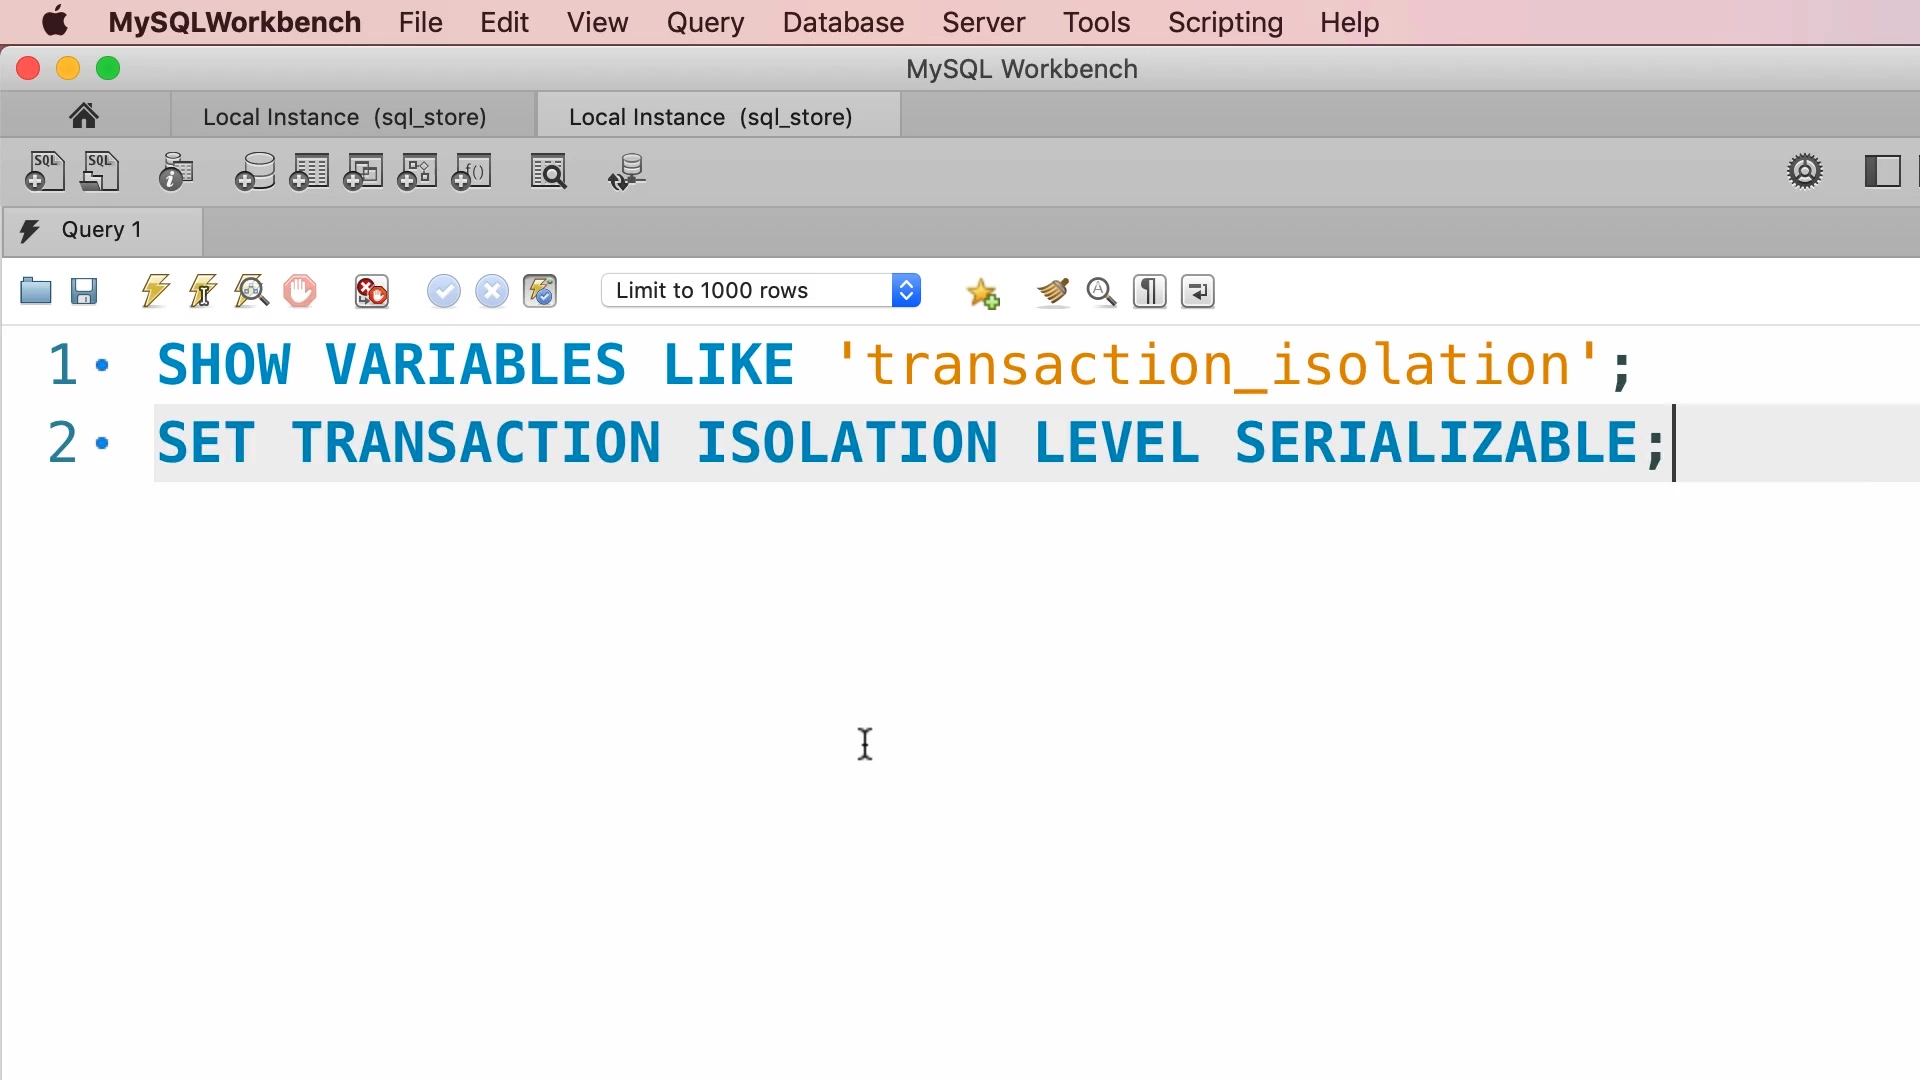 MySQLWorkbench File Edit View Query Database Server Tools Scripting Help
MySQL Workbench
Local Instance (sql_store) Local Instance (sql_store)
SQL SQL
Query 1
Limit to 1000 rows
1 SHOW VARIABLES LIKE 'transaction_isolation';
2 SET TRANSACTION ISOLATION LEVEL SERIALIZABLE;